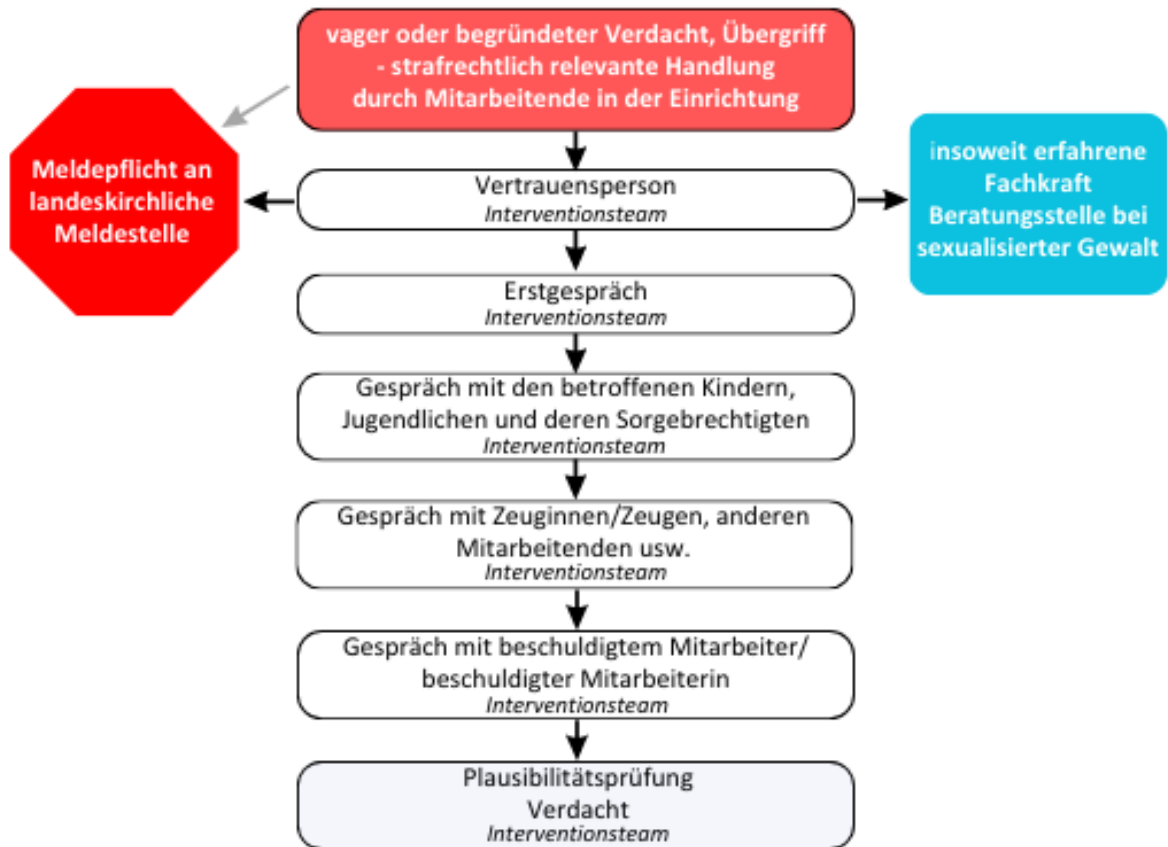 vager oder begründeter Verdacht, Übergriff
- strafrechtlich relevante Handlung
durch Mitarbeitende in der Einrichtung
Meldepflicht an
landeskirchliche
Meldestelle
Vertrauensperson
Interventionsteam
insoweit erfahrene
Fachkraft
Beratungsstelle bei
sexualisierter Gewalt
Erstgespräch
Interventionsteam
Gespräch mit den betroffenen Kindern,
Jugendlichen und deren Sorgebrechtigten
Interventionsteam
Gespräch mit Zeuginnen/Zeugen, anderen
Mitarbeitenden usw.
Interventionsteam
Gespräch mit beschuldigtem Mitarbeiter/
beschuldigter Mitarbeiterin
Interventionsteam
Plausibilitätsprüfung
Verdacht
Interventionsteam